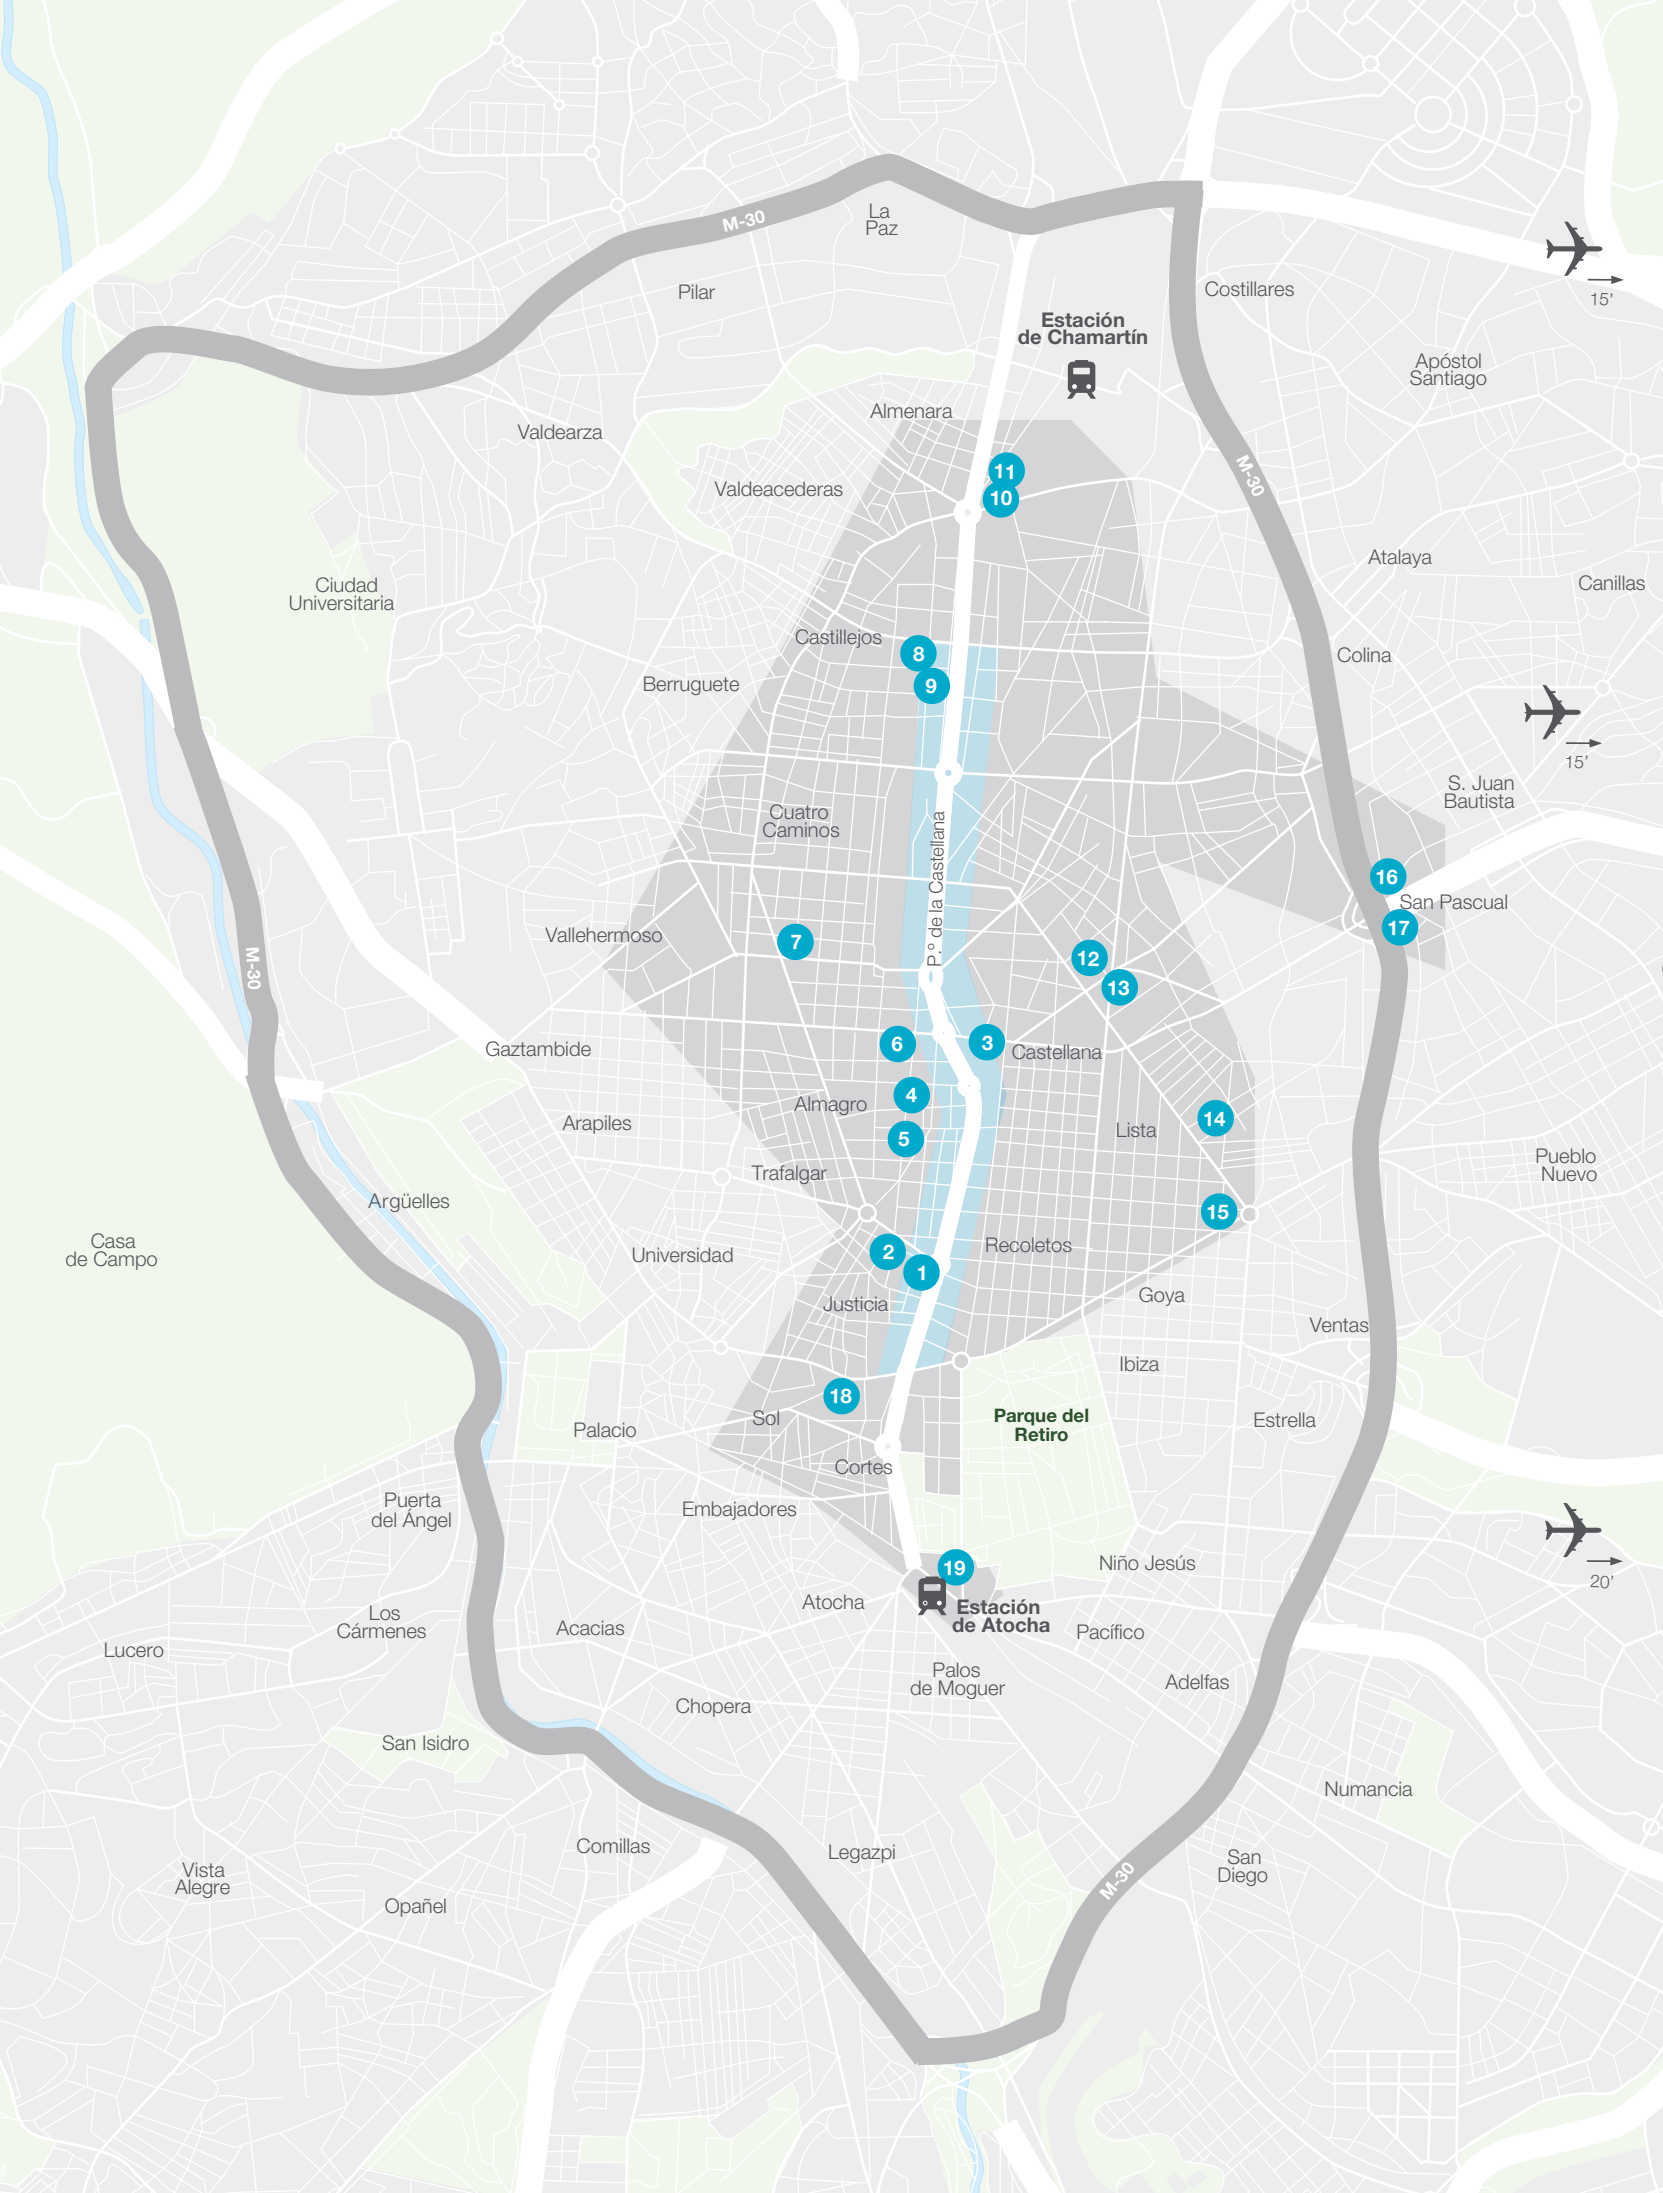 La
Paz
M-30
Pilar
Costillares
15’
Estación
de Chamartín
Apóstol
Santiago
Almenara
Valdearza
11
M-30
Valdeacederas
10
Atalaya
Canillas
Ciudad
Universitaria
Castillejos
8
Colina
Berruguete
9
15’
S. Juan
Bautista
Cuatro
Caminos
P.º de la Castellana
16
San Pascual
17
Vallehermoso
7
12
M-30
13
6
3
Gaztambide
Castellana
4
Almagro
14
Arapiles
Lista
5
Pueblo
Nuevo
Trafalgar
Argüelles
15
Casa
de Campo
Universidad
2
Recoletos
1
Justicia
Goya
Ventas
Ibiza
18
Sol
Parque del
Retiro
Estrella
Palacio
Cortes
Puerta
del Ángel
Embajadores
Niño Jesús
19
20’
Atocha
Estación
de Atocha
Los
Cármenes
Acacias
Pacífico
Lucero
Palos
de Moguer
Adelfas
Chopera
San Isidro
Numancia
Comillas
Legazpi
San
Diego
Vista
Alegre
M-30
Opañel